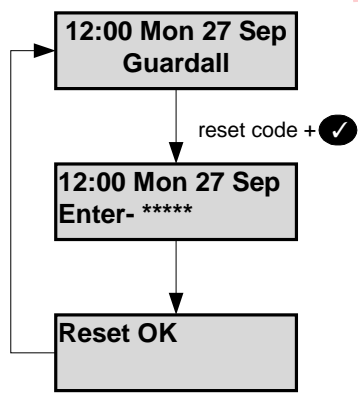 12:00 Mon 27 Sep
Guardall
reset code +
12:00 Mon 27 Sep
Enter- *****
Reset OK